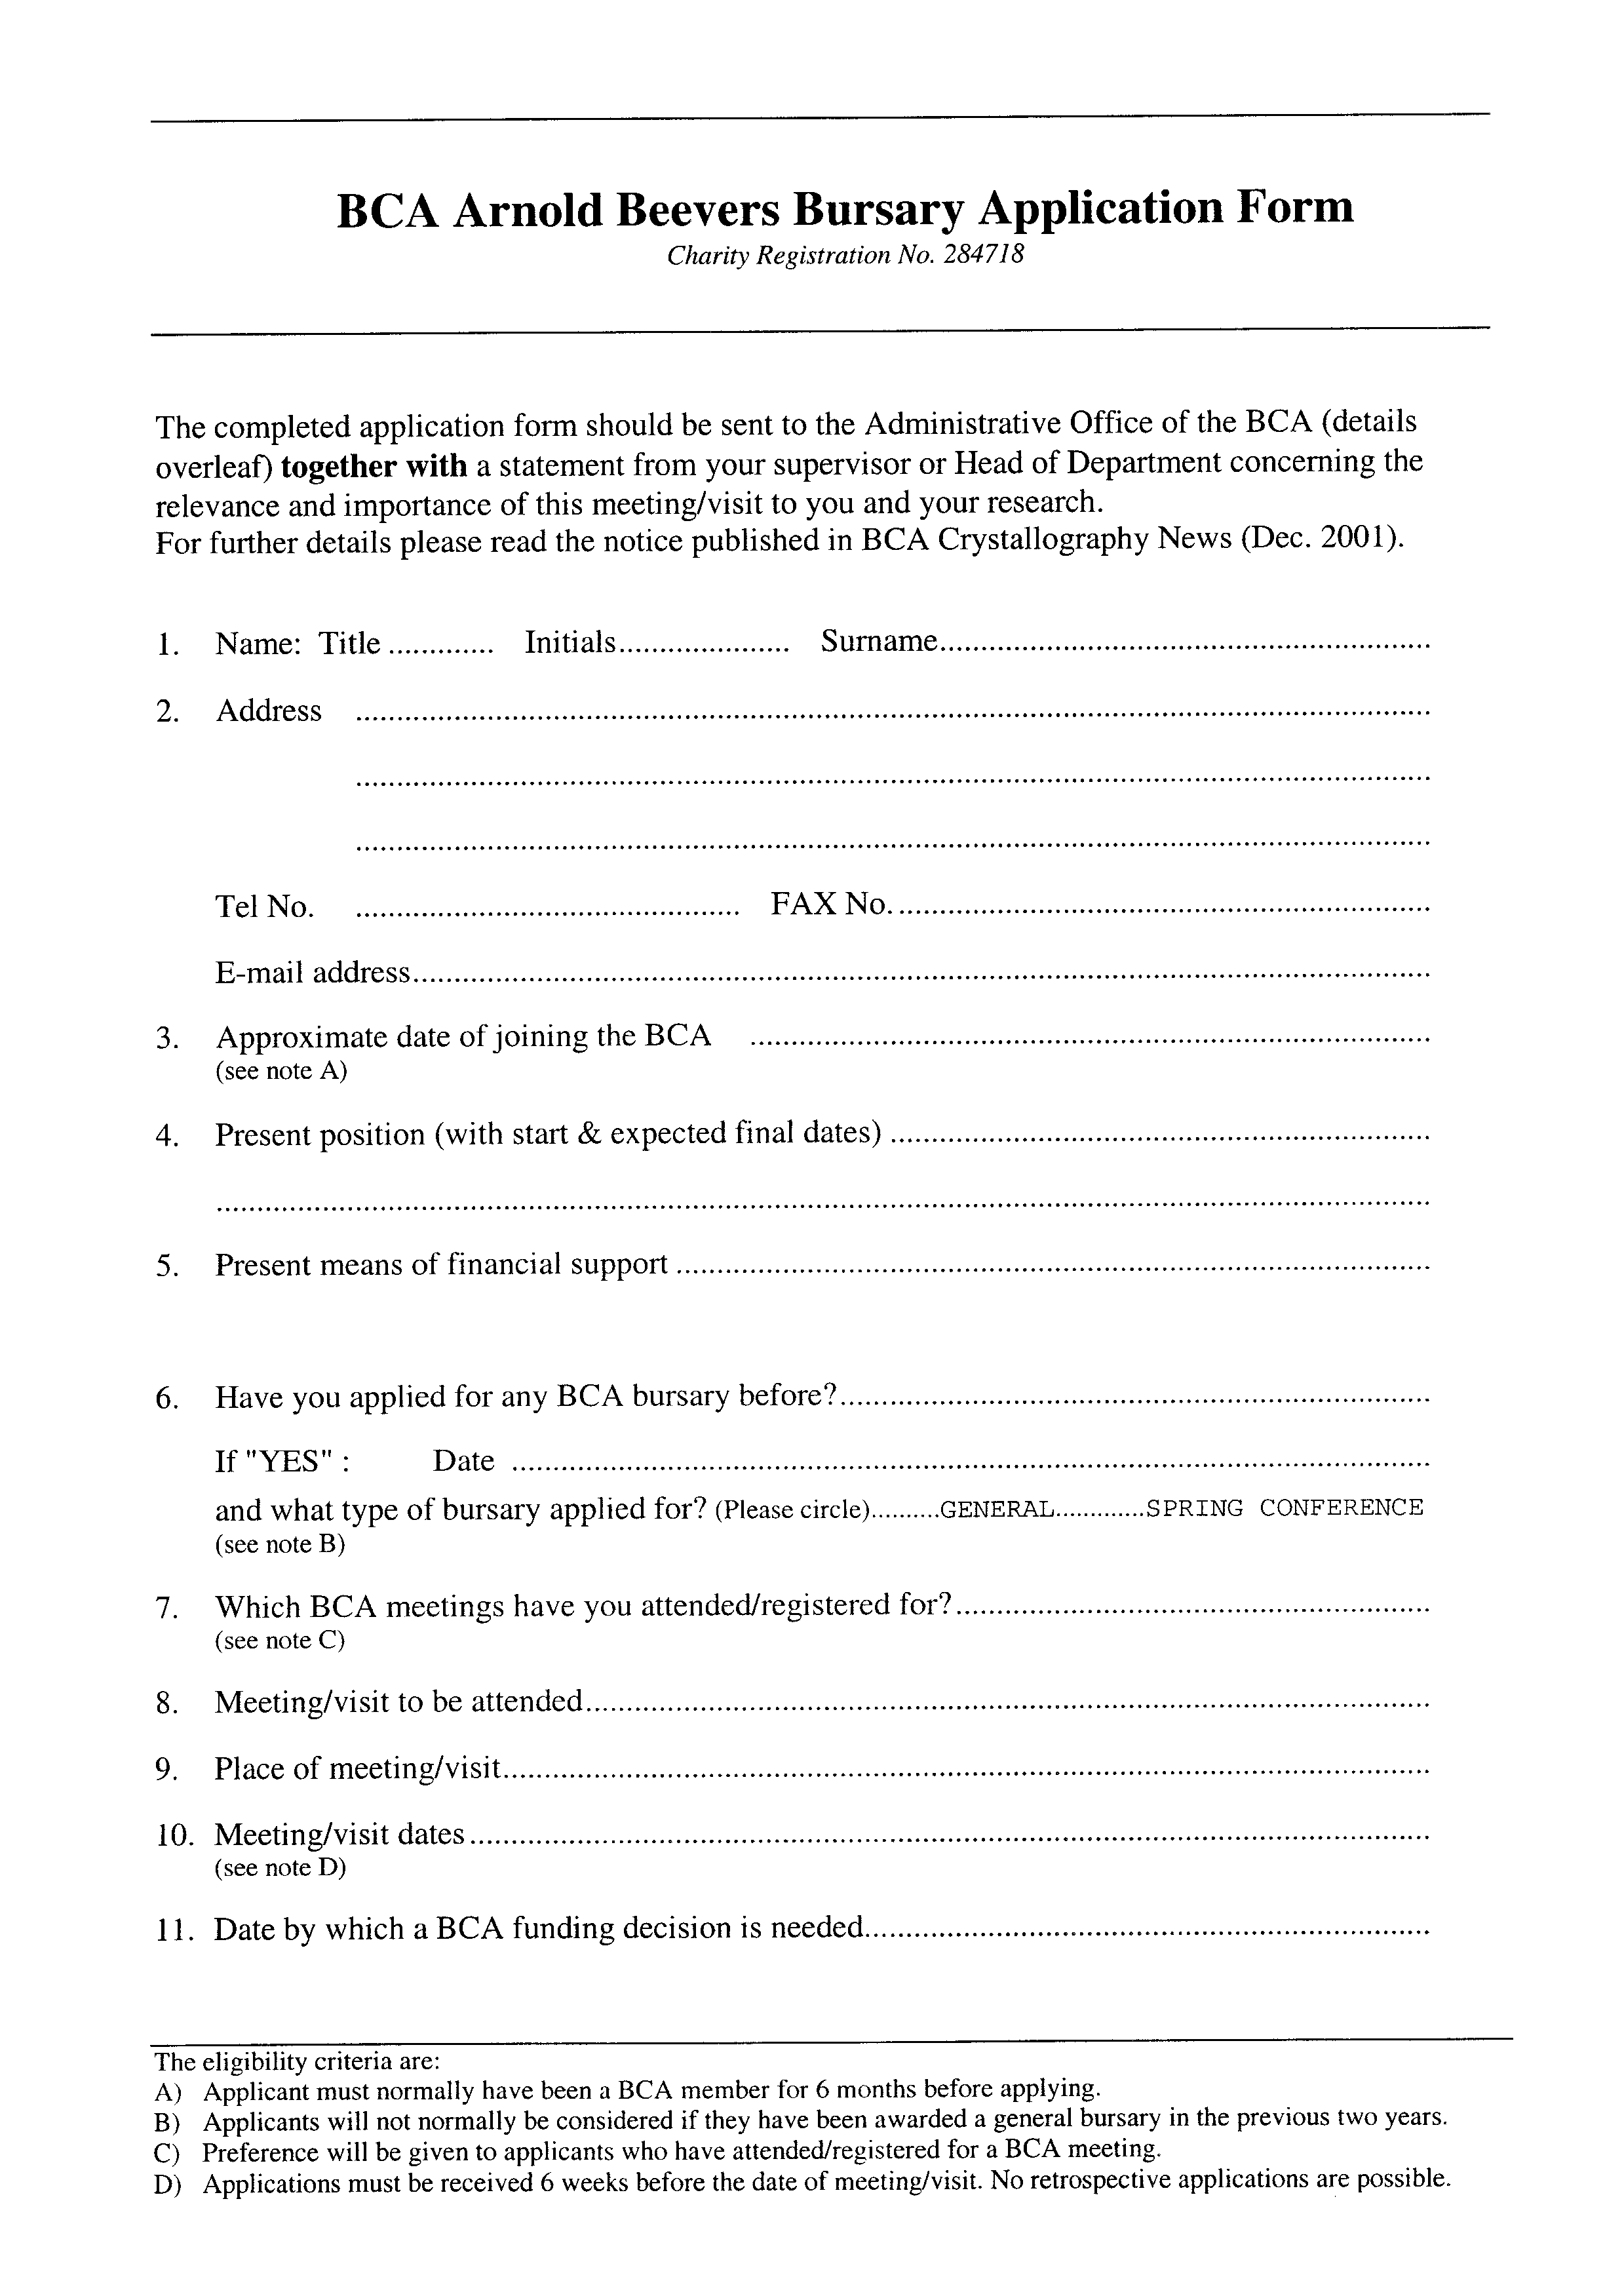 BCA Arnold Beevers Bursary Application Form
Charity Registration No. 284718
The completed application form should be sent to the Administrative Office of the BCA (details
overleaf) together with a statement from your supervisor or Head of Department concerning the
relevance and importance of this meeting/visit to you and your research.
For further details please read the notice published in BCA Crystallography News (Dec. 2001).
1. Name: Title ............. Initials..................... Surname............................................................
2. Address ....................................................................................................................................
....................................................................................................................................
....................................................................................................................................
Tel No. ............................................... FAX No...................................................................
E-mail address.............................................................................................................................
3. Approximate date of joining the BCA ...................................................................................
(see note A)
4. Present position (with start & expected final dates) ..................................................................
.....................................................................................................................................................
5. Present means of financial support ............................................................................................
6. Have you applied for any BCA bursary before?........................................................................
If "YES" : Date ................................................................................................................
and what type of bursary applied for? (Please circle)..........GENERAL.............SPRING CONFERENCE
(see note B)
7. Which BCA meetings have you attended/registered for?..........................................................
(see note C)
8. Meeting/visit to be attended.......................................................................................................
9. Place of meeting/visit.................................................................................................................
10. Meeting/visit dates.....................................................................................................................
(see note D)
11. Date by which a BCA funding decision is needed.....................................................................
The eligibility criteria are:
A) Applicant must normally have been a BCA member for 6 months before applying.
B) Applicants will not normally be considered if they have been awarded a general bursary in the previous two years.
C) Preference will be given to applicants who have attended/registered for a BCA meeting.
D) Applications must be received 6 weeks before the date of meeting/visit. No retrospective applications are possible.